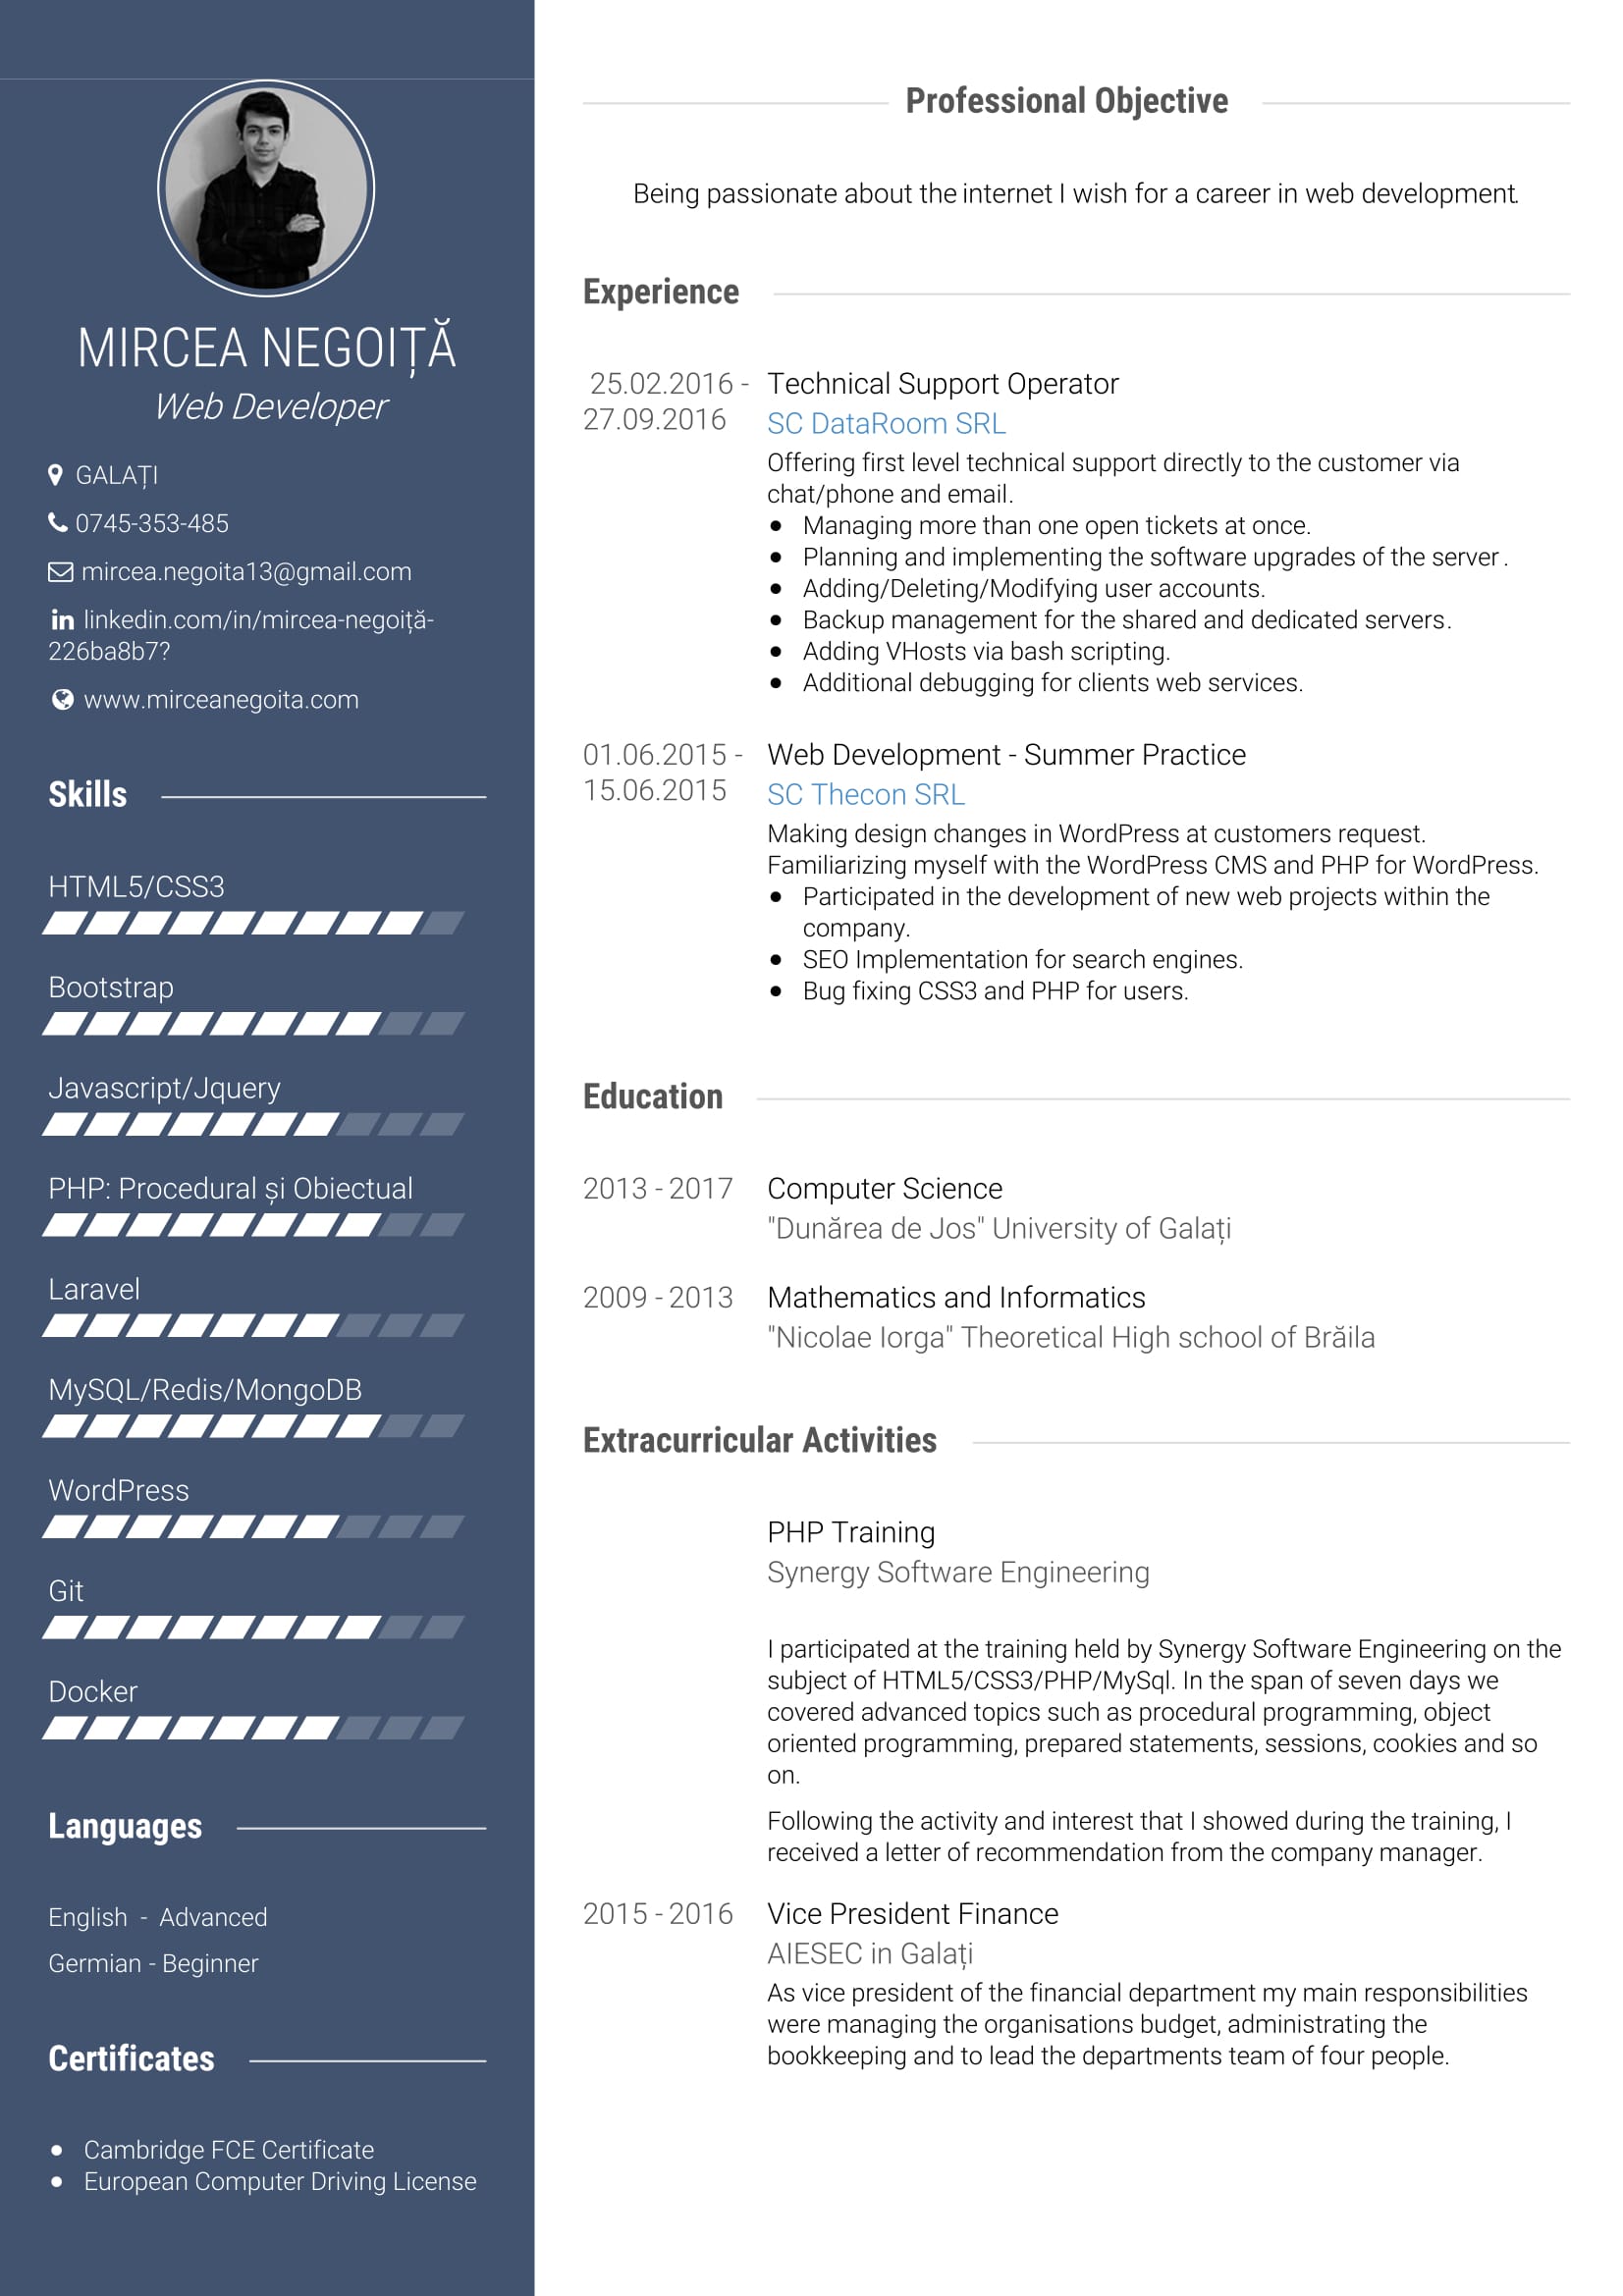 MIRCEA NEGOIȚĂ
Web Developer
GALAȚI
0745-353-485
mircea.negoita13@gmail.com
linkedin.com/in/mircea-negoiță-
226ba8b7?
www.mirceanegoita.com
Skills
HTML5/CSS3
Bootstrap
Javascript/Jquery
PHP: Procedural și Obiectual
Laravel
MySQL/Redis/MongoDB
WordPress
Git
Docker
Languages
English - Advanced
Germian - Beginner
Certificates
● Cambridge FCE Certificate
● European Computer Driving License
Professional Objective
Being passionate about the internet I wish for a career in web development.
Experience
25.02.2016 - Technical Support Operator
27.09.2016 SC DataRoom SRL
Offering first level technical support directly to the customer via
chat/phone and email.
● Managing more than one open tickets at once.
● Planning and implementing the software upgrades of the server.
● Adding/Deleting/Modifying user accounts.
● Backup management for the shared and dedicated servers.
● Adding VHosts via bash scripting.
● Additional debugging for clients web services.
01.06.2015 - Web Development - Summer Practice
15.06.2015 SC Thecon SRL
Making design changes in WordPress at customers request.
Familiarizing myself with the WordPress CMS and PHP for WordPress.
● Participated in the development of new web projects within the
company.
● SEO Implementation for search engines.
● Bug fixing CSS3 and PHP for users.
Education
2013 - 2017 Computer Science
"Dunărea de Jos" University of Galați
2009 - 2013 Mathematics and Informatics
"Nicolae Iorga" Theoretical High school of Brăila
Extracurricular Activities
PHP Training
Synergy Software Engineering
I participated at the training held by Synergy Software Engineering on the
subject of HTML5/CSS3/PHP/MySql. In the span of seven days we
covered advanced topics such as procedural programming, object
oriented programming, prepared statements, sessions, cookies and so
on.
Following the activity and interest that I showed during the training, I
received a letter of recommendation from the company manager.
2015 - 2016 Vice President Finance
AIESEC in Galați
As vice president of the financial department my main responsibilities
were managing the organisations budget, administrating the
bookkeeping and to lead the departments team of four people.